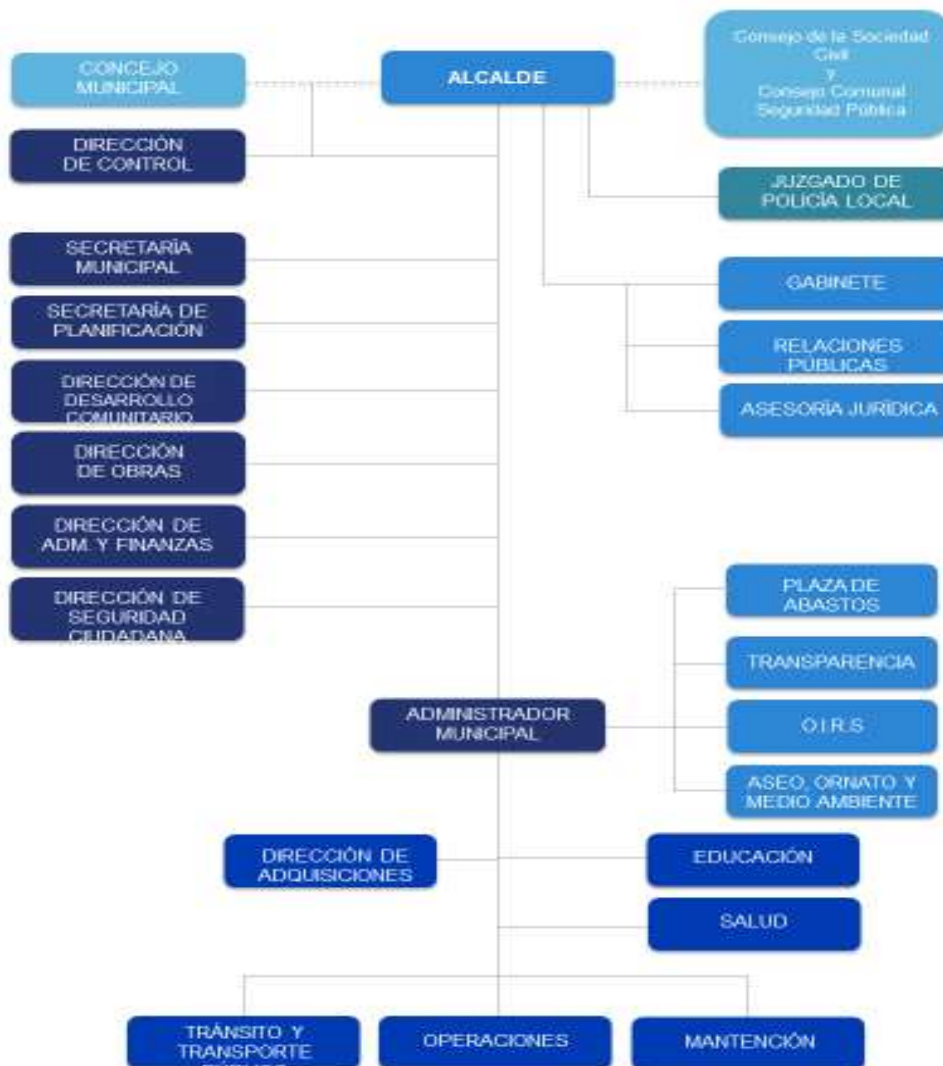 CONCEJO
MUNICIPAL
ALCALDE
Consejo de la Sociedad
Civil
y
Consejo Comunal
Seguridad Pública
DIRECCIÓN
DE CONTROL
JUZGADO DE
POLICÍA LOCAL
SECRETARÍA
MUNICIPAL
GABINETE
SECRETARÍA DE
PLANIFICACIÓN
RELACIONES
PÚBLICAS
DIRECCIÓN DE
DESARROLLO
COMUNITARIO
ASESORÍA JURÍDICA
DIRECCIÓN
DE OBRAS
DIRECCIÓN DE
ADM. Y FINANZAS
DIRECCIÓN DE
SEGURIDAD
CIUDADANA
PLAZA DE
ABASTOS
TRANSPARENCIA
ADMINISTRADOR
MUNICIPAL
O.I.R.S
ASEO, ORNATO Y
MEDIO AMBIENTE
DIRECCIÓN DE
ADQUISICIONES
EDUCACIÓN
SALUD
TRÁNSITO Y
TRANSPORTE
OPERACIONES
MANTENCIÓN